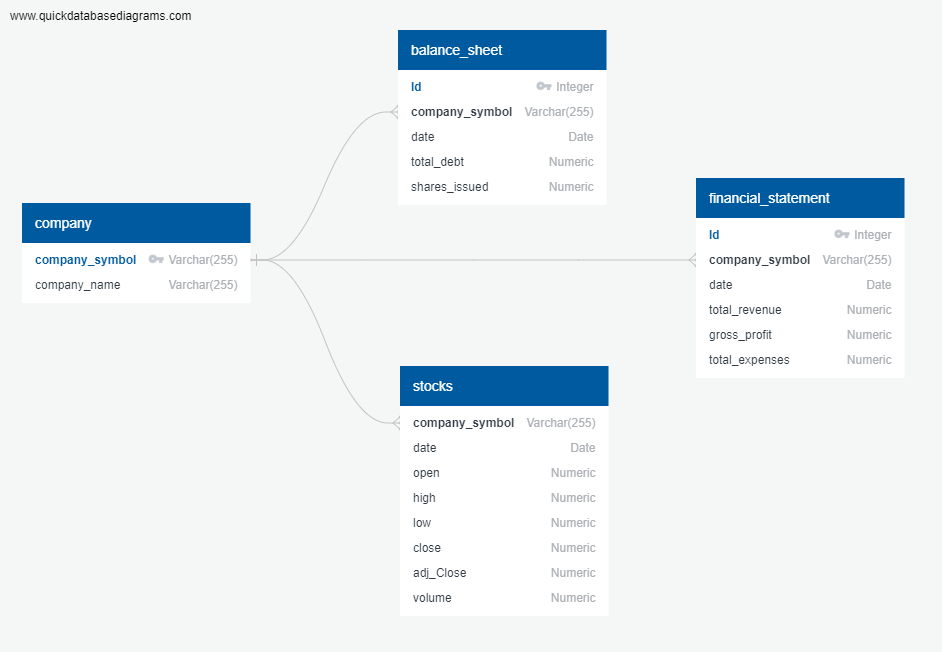 www.quickdatabasediagrams.com
balance_sheet
Id Integer
company_symbol Varchar(255)
date Date
total_debt Numeric
shares_issued Numeric
company
company_symbol Varchar(255)
company_name Varchar(255)
financial_statement
Id Integer
company_symbol Varchar(255)
date Date
total_revenue Numeric
gross_profit Numeric
total_expenses Numeric
stocks
company_symbol Varchar(255)
date Date
open Numeric
high Numeric
low Numeric
close Numeric
adj_Close Numeric
volume Numeric